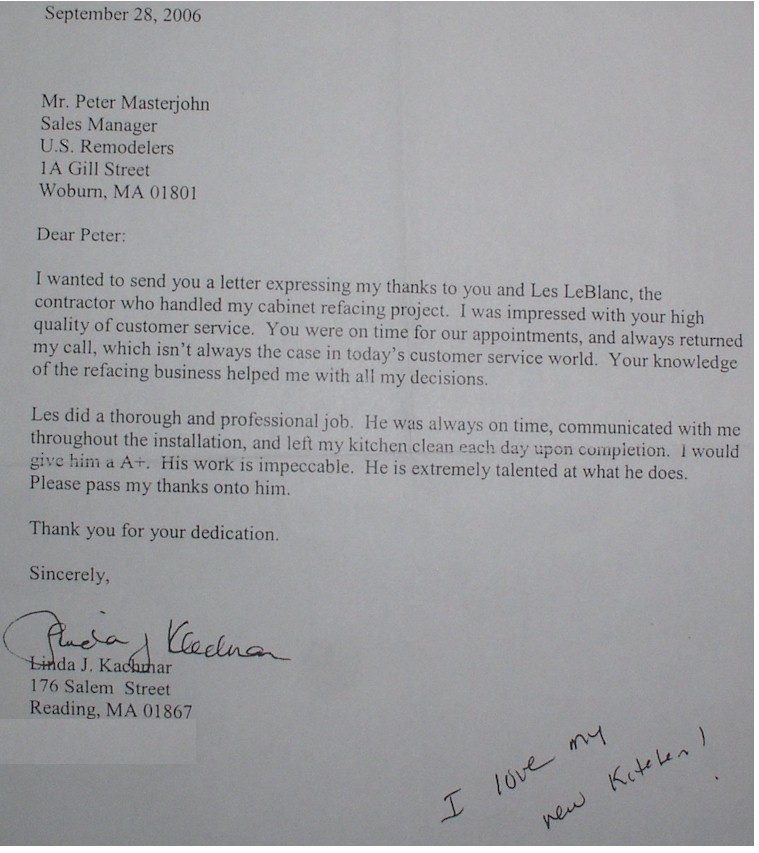 September 28, 2006
Mr. Peter Masterjohn
Sales Manager
U.S. Remodelers
1A Gill Street
Woburn, MA 01801
Dear Peter:
I wanted to send you a letter expressing my thanks to you and Les LeBlanc, the
contractor who handled my cabinet refacing project.  I was impressed with your high
quality of customer service.  You were on time for our appointments, and always returned
my call, which isn't always the case in today's customer service world.  Your knowledge
of the refacing business helped me with all my decisions.
Les did a thorough and professional job.  He was always on time, communicated with me
throughout the installation, and left my kitchen clean each day upon completion.  I would
give him a A+.  His work is impeccable.  He is extremely talented at what he does.
Please pass my thanks onto him.
Thank you for your dedication.
Sincerely,
Linda J Kachmar
Linda J. Kachmar
176 Salem  Street
Reading, MA 01867
I love my
new Kitchen!